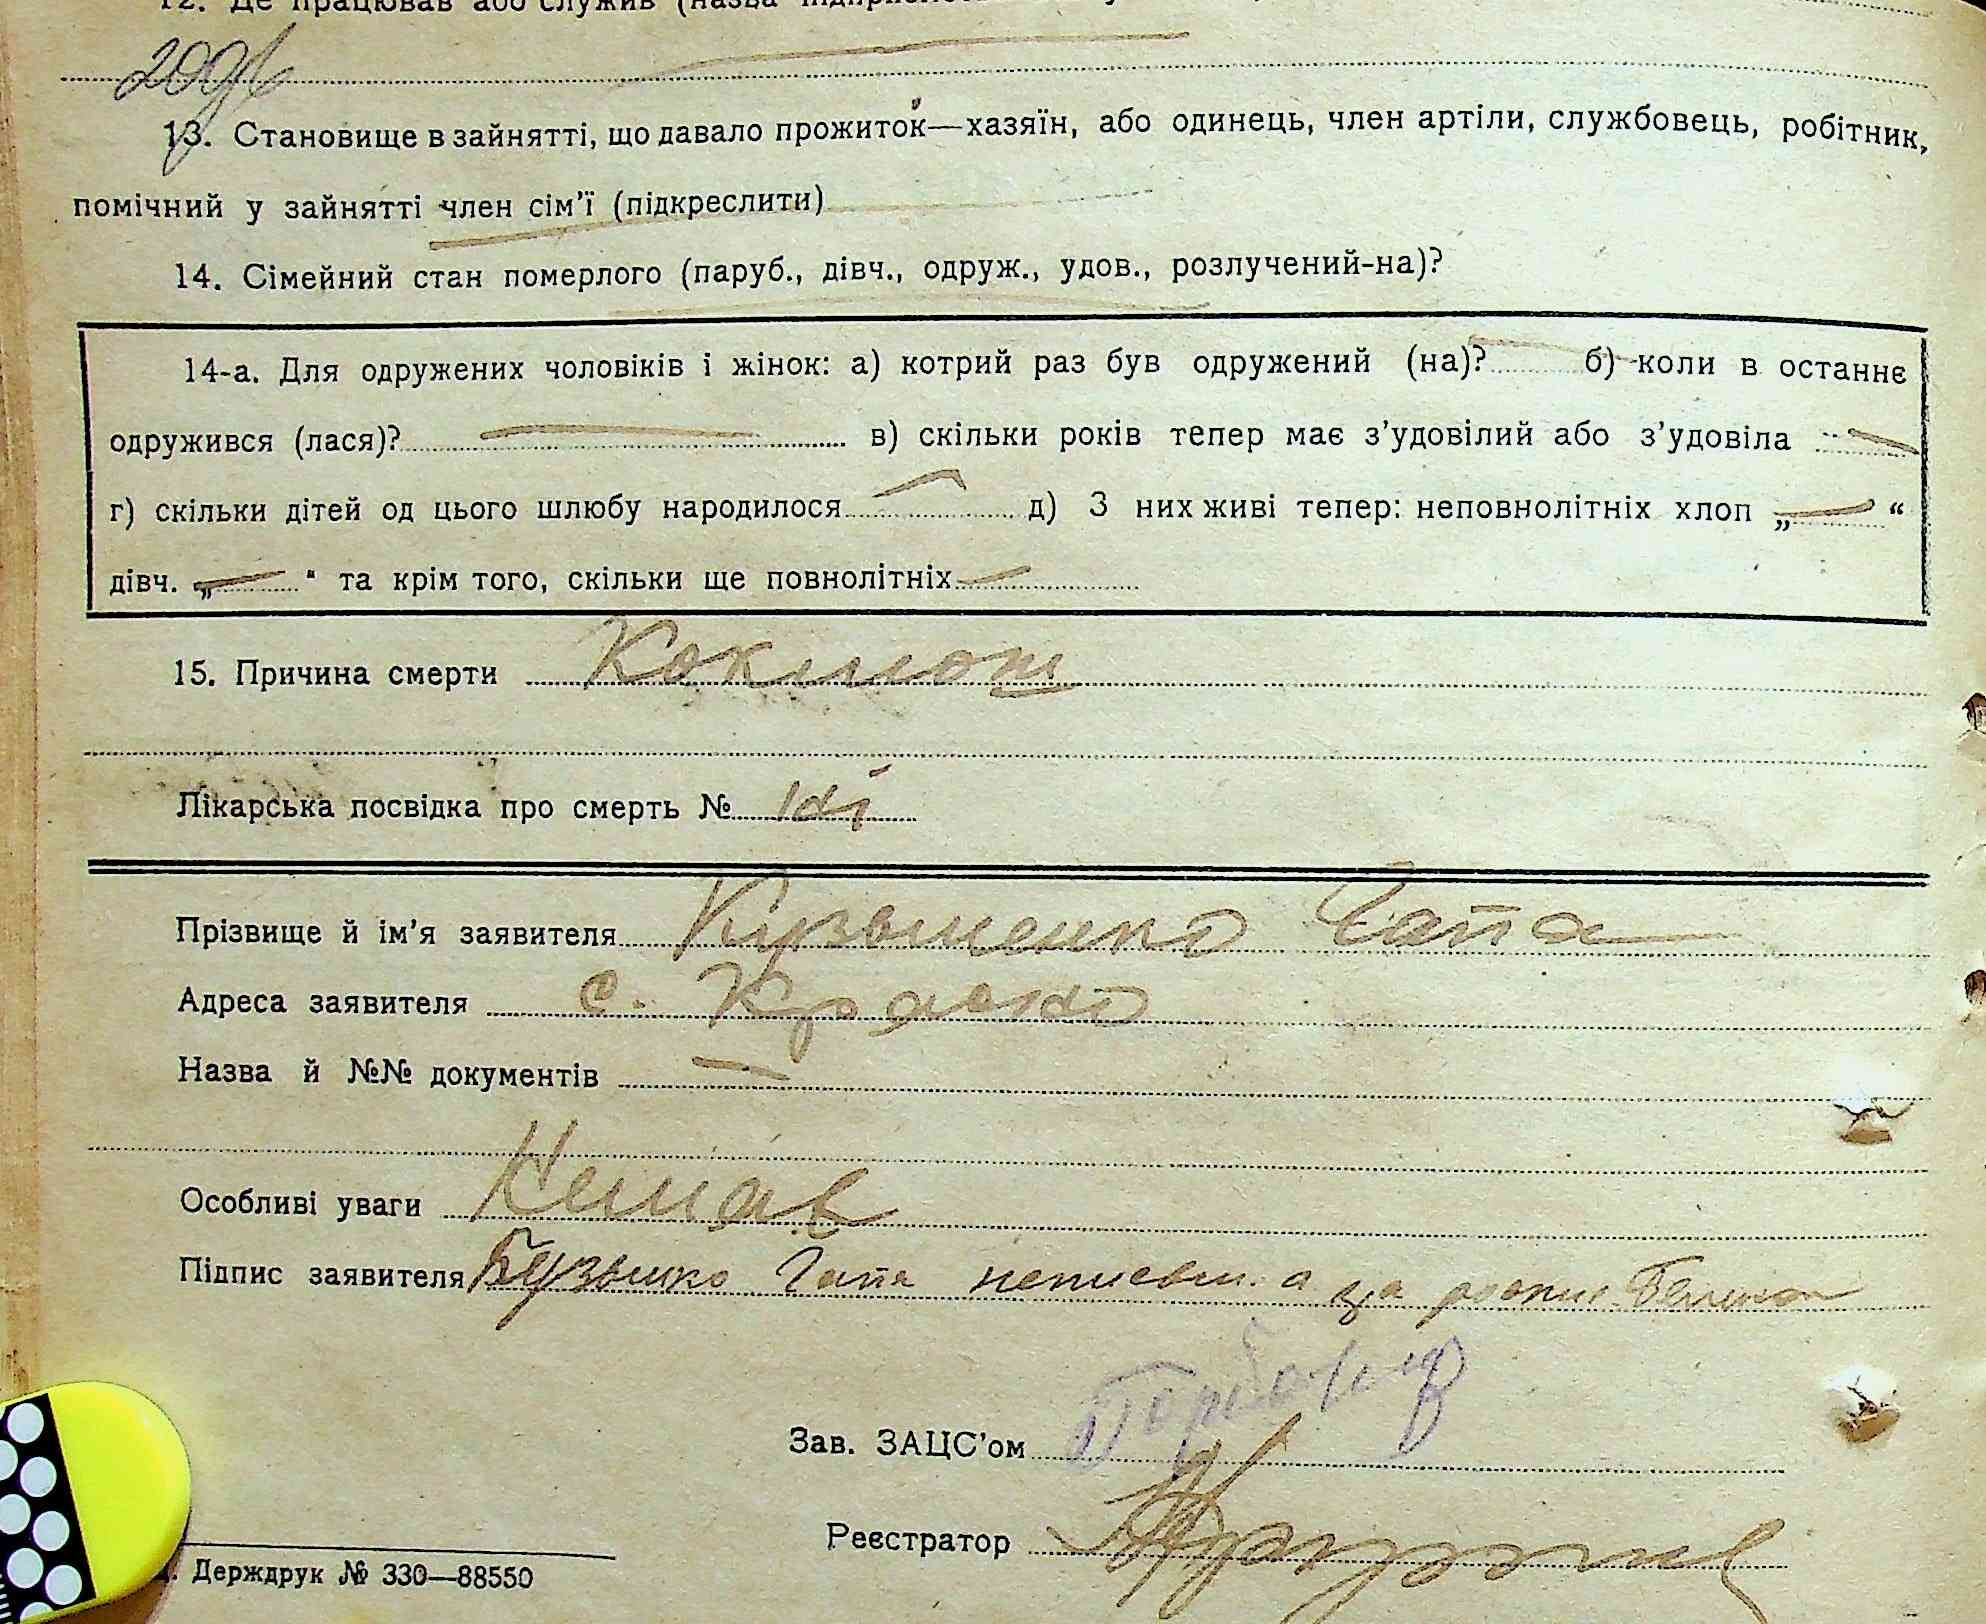 12. Де працював або служив (назва
13. Становище в зайнятті, що давало прожиток—хазяїн, або одинець, член артіли, службовець, робітник,
помічний у зайнятті член сім’ї (підкреслити)
14. Сімейний стан померлого (паруб., дівч., одруж., удов., розлучений-на)?
14-а. Для одружених чоловіків і жінок: а) котрий раз був одружений (на)? б) коли в останнє
одружився (лася)? в) скільки років тепер має з’удовілий або з’удовіла
г) скільки дітей од цього шлюбу народилося д) З них живі тепер: неповнолітніх хлоп „—“
дівч. „—“ та крім того, скільки ще повнолітніх —
15. Причина смерти Коклюш
Лікарська посвідка про смерть №
Прізвище й ім’я заявителя Кузьменко Гапа
Адреса заявителя с.
Назва й №№ документів —
Особливі уваги Немає
Підпис заявителя Гапа неписьм. а за
Зав. ЗАЦС’ом
Реєстратор
Держдрук № 330—88550